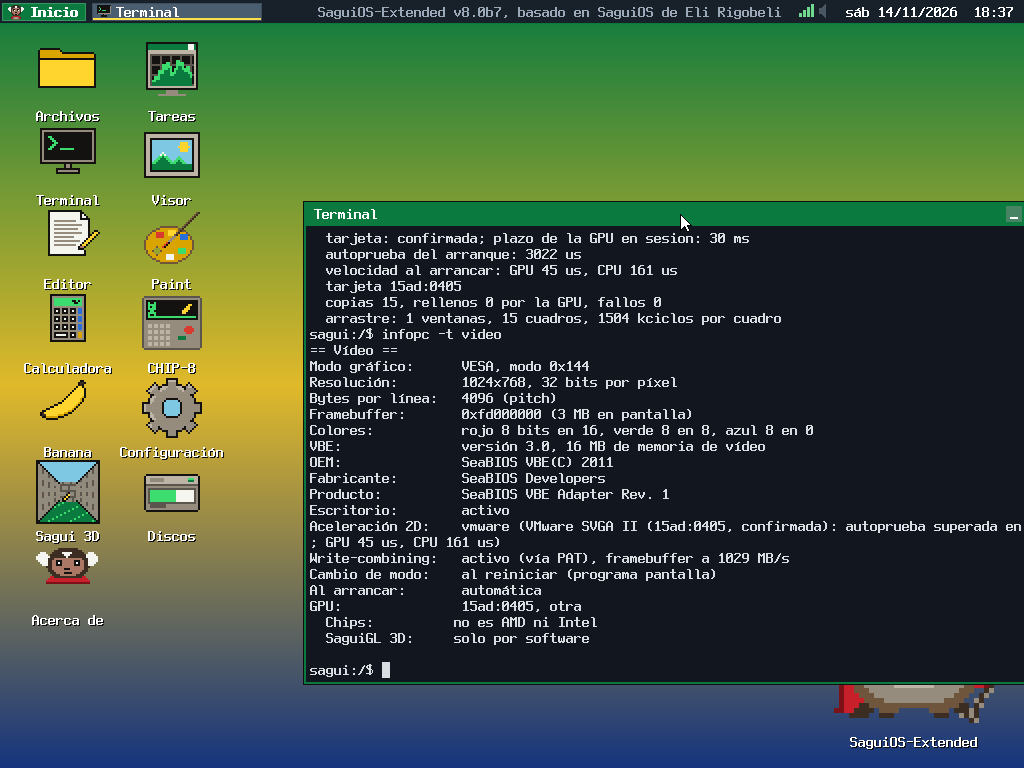 Inicio
Terminal
SaguiOS-Extended v8.0b7, basado en SaguiOS de Eli Rigobeli
sáb 14/11/2026 18:37
Archivos
Tareas
Terminal
Visor
Editor
Paint
Calculadora
CHIP-8
Banana
Configuración
Sagui 3D
Discos
Acerca de
Terminal
tarjeta: confirmada; plazo de la GPU en sesion: 30 ms
autoprueba del arranque: 3022 us
velocidad al arrancar: GPU 45 us, CPU 161 us
tarjeta 15ad:0405
copias 15, rellenos 0 por la GPU, fallos 0
arrastre: 1 ventanas, 15 cuadros, 1504 kciclos por cuadro
sagui:/$ infopc -t video
== Vídeo ==
Modo gráfico: VESA, modo 0x144
Resolución: 1024x768, 32 bits por píxel
Bytes por línea: 4096 (pitch)
Framebuffer: 0xfd000000 (3 MB en pantalla)
Colores: rojo 8 bits en 16, verde 8 en 8, azul 8 en 0
VBE: versión 3.0, 16 MB de memoria de vídeo
OEM: SeaBIOS VBE(C) 2011
Fabricante: SeaBIOS Developers
Producto: SeaBIOS VBE Adapter Rev. 1
Escritorio: activo
Aceleración 2D: vmware (VMware SVGA II (15ad:0405, confirmada): autoprueba superada en
; GPU 45 us, CPU 161 us)
Write-combining: activo (vía PAT), framebuffer a 1029 MB/s
Cambio de modo: al reiniciar (programa pantalla)
Al arrancar: automática
GPU: 15ad:0405, otra
Chips: no es AMD ni Intel
SaguiGL 3D: solo por software
sagui:/$
SaguiOS-Extended